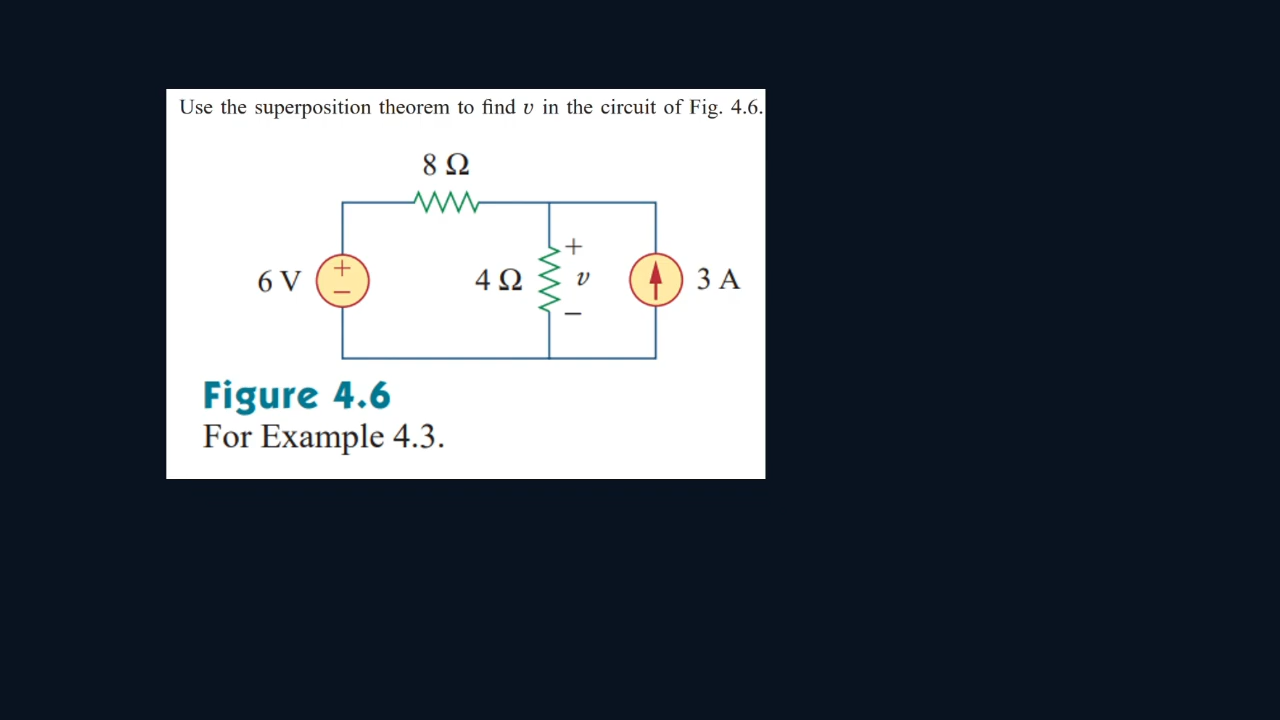 Use the superposition theorem to find v in the circuit of Fig. 4.6.
8 Ω
6 V
+
−
4 Ω
+
v
−
3 A
Figure 4.6
For Example 4.3.